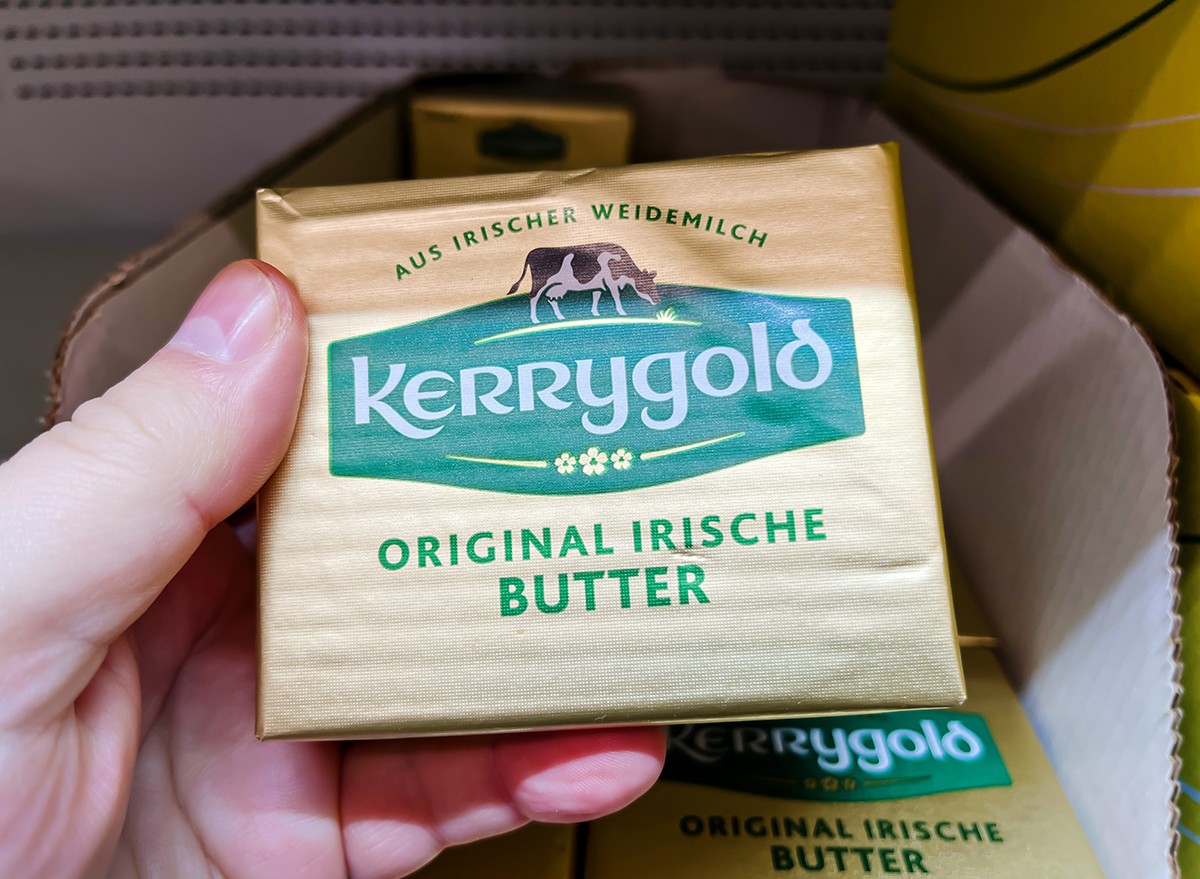 AUS IRISCHER WEIDEMILCH
Kerrygold
ORIGINAL IRISCHE
BUTTER
Kerrygold
ORIGINAL IRISCHE
BUTTER